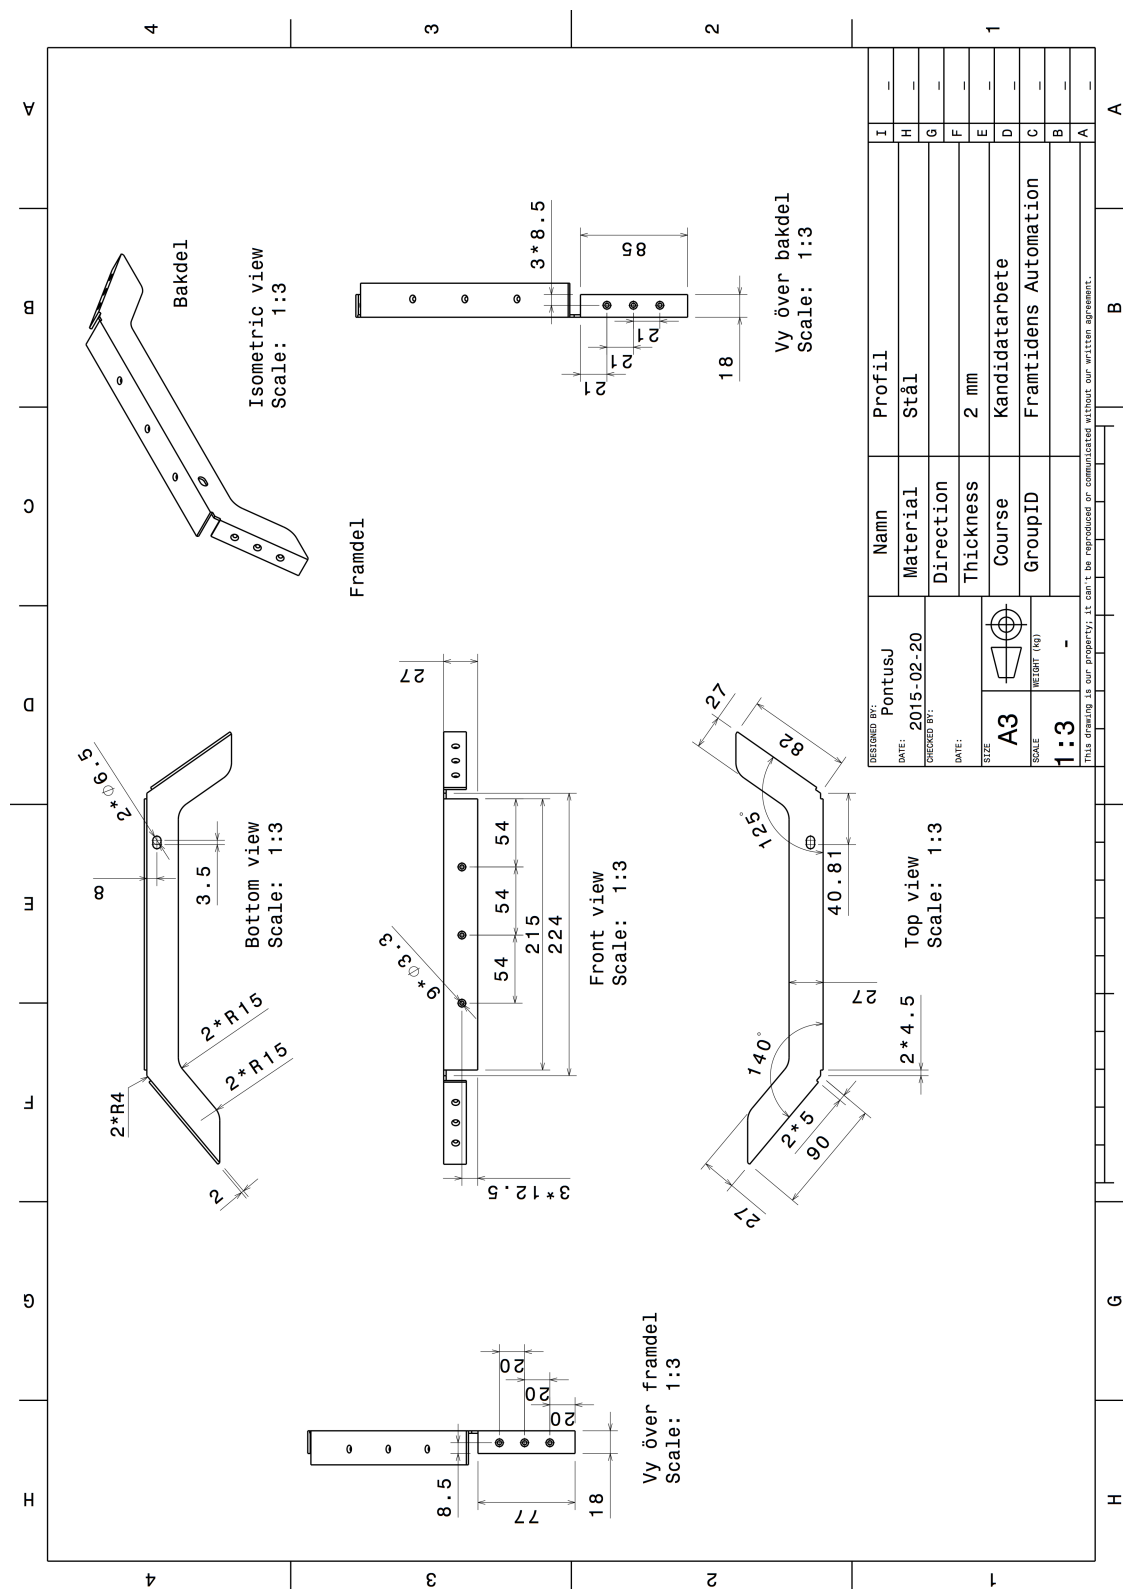 4
3
2
1
A
B
C
D
E
F
G
H
Bakdel
Isometric view
Scale: 1:3
Framdel
3*8.5
85
21
21
21
18
Vy över bakdel
Scale: 1:3
2*Ø6.5
8
3.5
Bottom view
Scale: 1:3
2*R15
2*R15
2*R4
2
27
9*Ø3.3
54
54
54
215
224
3*12.5
Front view
Scale: 1:3
27
82
125°
40.81
27
140°
2*4.5
2*5
90
27
Top view
Scale: 1:3
20
20
20
8.5
77
18
Vy över framdel
Scale: 1:3
DESIGNED BY:
PontusJ
DATE:
2015-02-20
CHECKED BY:
DATE:
SIZE
A3
SCALE
1:3
WEIGHT (kg)
-
Namn Profil
Material Stål
Direction
Thickness 2 mm
Course Kandidatarbete
GroupID Framtidens Automation
I -
H -
G -
F -
E -
D -
C -
B -
A -
This drawing is our property; it can't be reproduced or communicated without our written agreement.
4
3
2
1
A
B
G
H